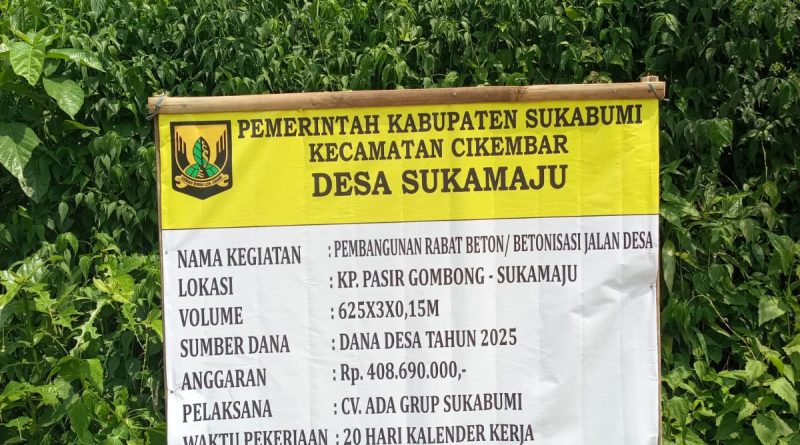 PEMERINTAH KABUPATEN SUKABUMI
KECAMATAN CIKEMBAR
DESA SUKAMAJU
NAMA KEGIATAN : PEMBANGUNAN RABAT BETON/ BETONISASI JALAN DESA
LOKASI : KP. PASIR GOMBONG - SUKAMAJU
VOLUME : 625X3X0,15M
SUMBER DANA : DANA DESA TAHUN 2025
ANGGARAN : Rp. 408.690.000,-
PELAKSANA : CV. ADA GRUP SUKABUMI
WAKTU PEKERJAAN : 20 HARI KALENDER KERJA